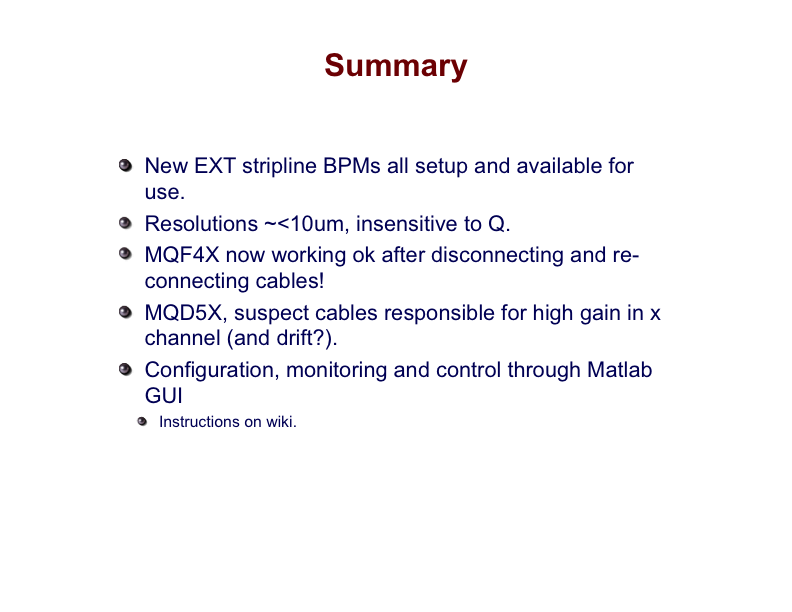 Summary
New EXT stripline BPMs all setup and available for
use.
Resolutions ~<10um, insensitive to Q.
MQF4X now working ok after disconnecting and re-
connecting cables!
MQD5X, suspect cables responsible for high gain in x
channel (and drift?).
Configuration, monitoring and control through Matlab
GUI
Instructions on wiki.